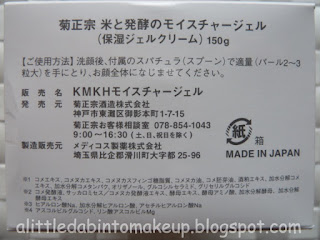 菊正宗 米と発酵のモイスチャージェル
(保湿ジェルクリーム) 150g
【ご使用方法】洗顔後、付属のスパチュラ(スプーン)で適量(パール2~3
粒大)を手にとり、お顔全体になじませてください。
販売名 KMKHモイスチャージェル
発売元 菊正宗酒造株式会社
神戸市東灘区御影本町1-7-15
菊正宗お客様相談室 078-854-1043
(9:00~17:00 ※土、日、祝日を除く)
製造販売元 メディコス製薬株式会社
埼玉県比企郡滑川町大字都 25-96
紙
箱
MADE IN JAPAN
alittledabintomakeup.blogspot.com